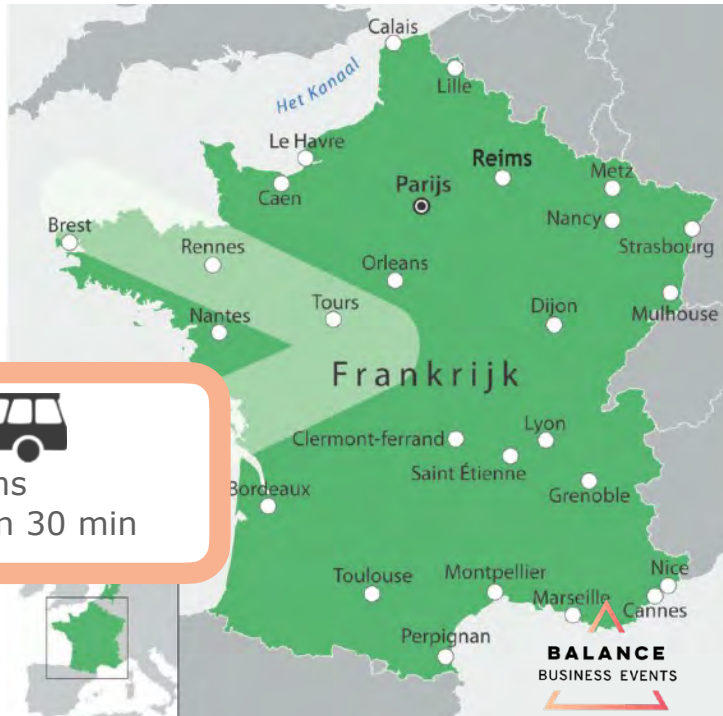 Calais
Lille
Het Kanaal
Le Havre
Reims
Metz
Caen
Parijs
Nancy
Strasbourg
Brest
Rennes
Orleans
Tours
Nantes
Dijon
Mulhouse
Frankrijk
Clermont-ferrand
Lyon
Saint Étienne
Grenoble
30 min
Bordeaux
Toulouse
Montpellier
Nice
Marseille
Cannes
Perpignan
BALANCE
BUSINESS EVENTS